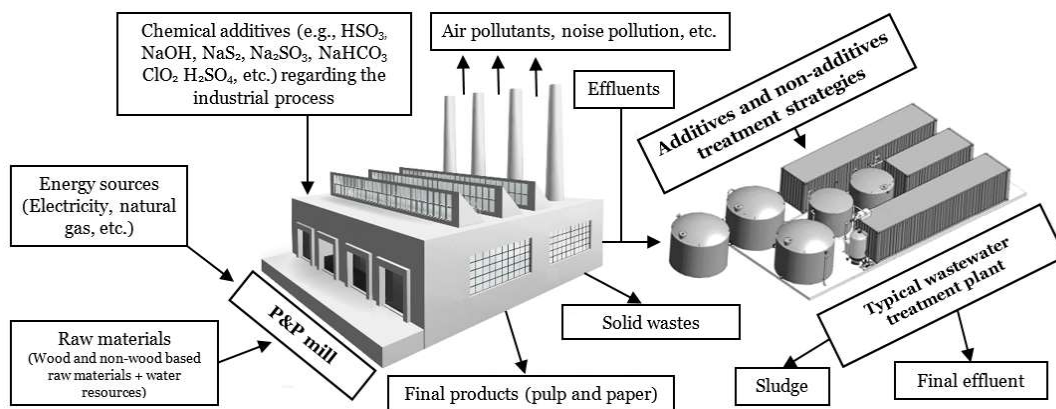 Chemical additives (e.g., HSO₃,
NaOH, NaS₂, Na₂SO₃, NaHCO₃
ClO₂ H₂SO₄, etc.) regarding the
industrial process
Air pollutants, noise pollution, etc.
Effluents
Additives and non-additives
treatment strategies
Energy sources
(Electricity, natural
gas, etc.)
P&P mill
Raw materials
(Wood and non-wood based
raw materials + water
resources)
Final products (pulp and paper)
Solid wastes
Typical wastewater
treatment plant
Sludge
Final effluent